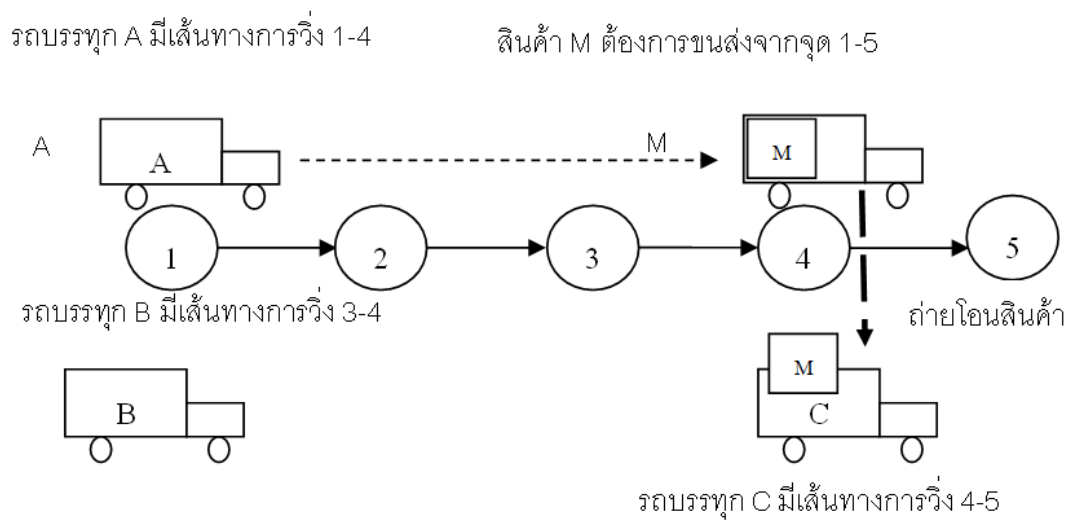 รถบรรทุก A มีเส้นทางการวิ่ง 1-4
สินค้า M ต้องการขนส่งจากจุด 1-5
A
A
M
M
1
2
3
4
5
รถบรรทุก B มีเส้นทางการวิ่ง 3-4
ถ่ายโอนสินค้า
B
M
C
รถบรรทุก C มีเส้นทางการวิ่ง 4-5